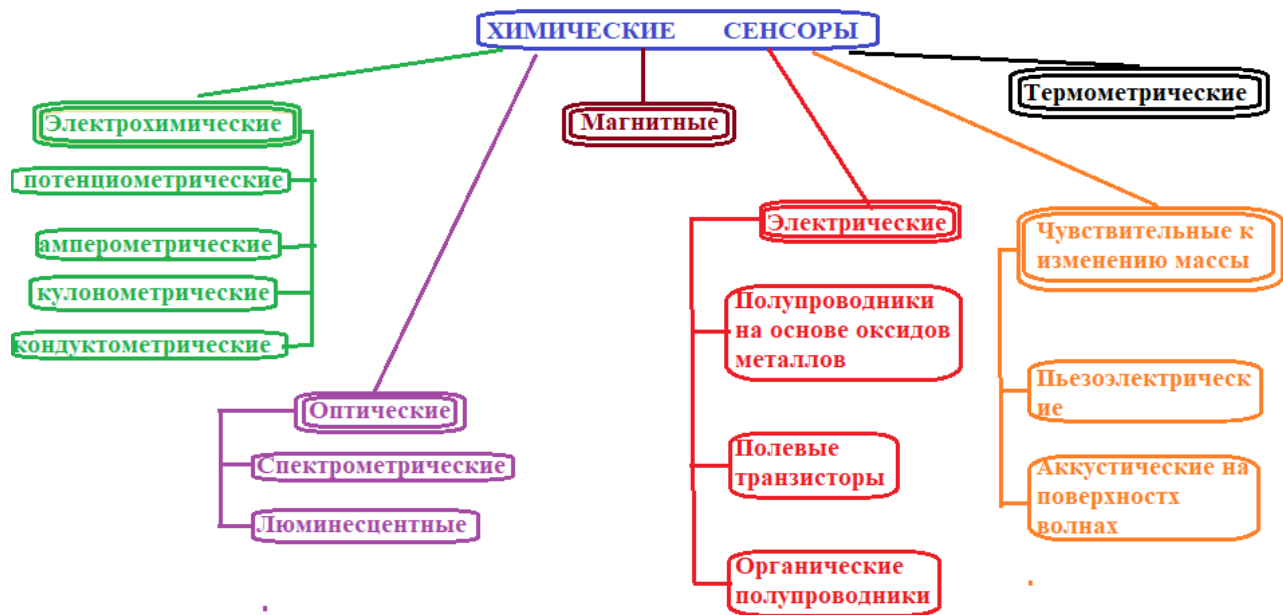 ХИМИЧЕСКИЕ СЕНСОРЫ
Электрохимические
потенциометрические
амперометрические
кулонометрические
кондуктометрические
Оптические
Спектрометрические
Люминесцентные
Магнитные
Электрические
Полупроводники
на основе оксидов
металлов
Полевые
транзисторы
Органические
полупроводники
Чувствительные к
изменению массы
Пьезоэлектрическ
ие
Аккустические на
поверхностх
волнах
Термометрические